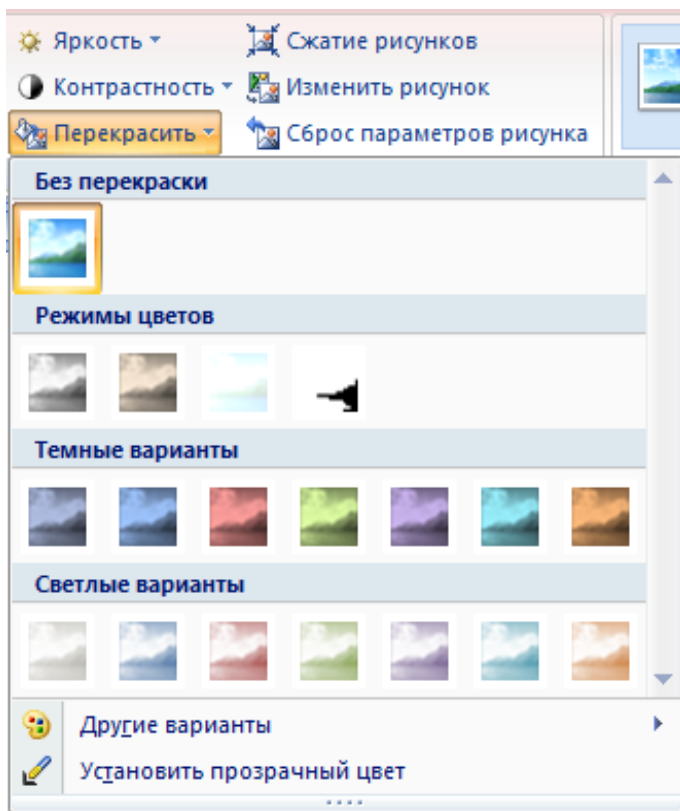 Яркость
Сжатие рисунков
Контрастность
Изменить рисунок
Перекрасить
Сброс параметров рисунка
Без перекраски
Режимы цветов
Темные варианты
Светлые варианты
Другие варианты
Установить прозрачный цвет